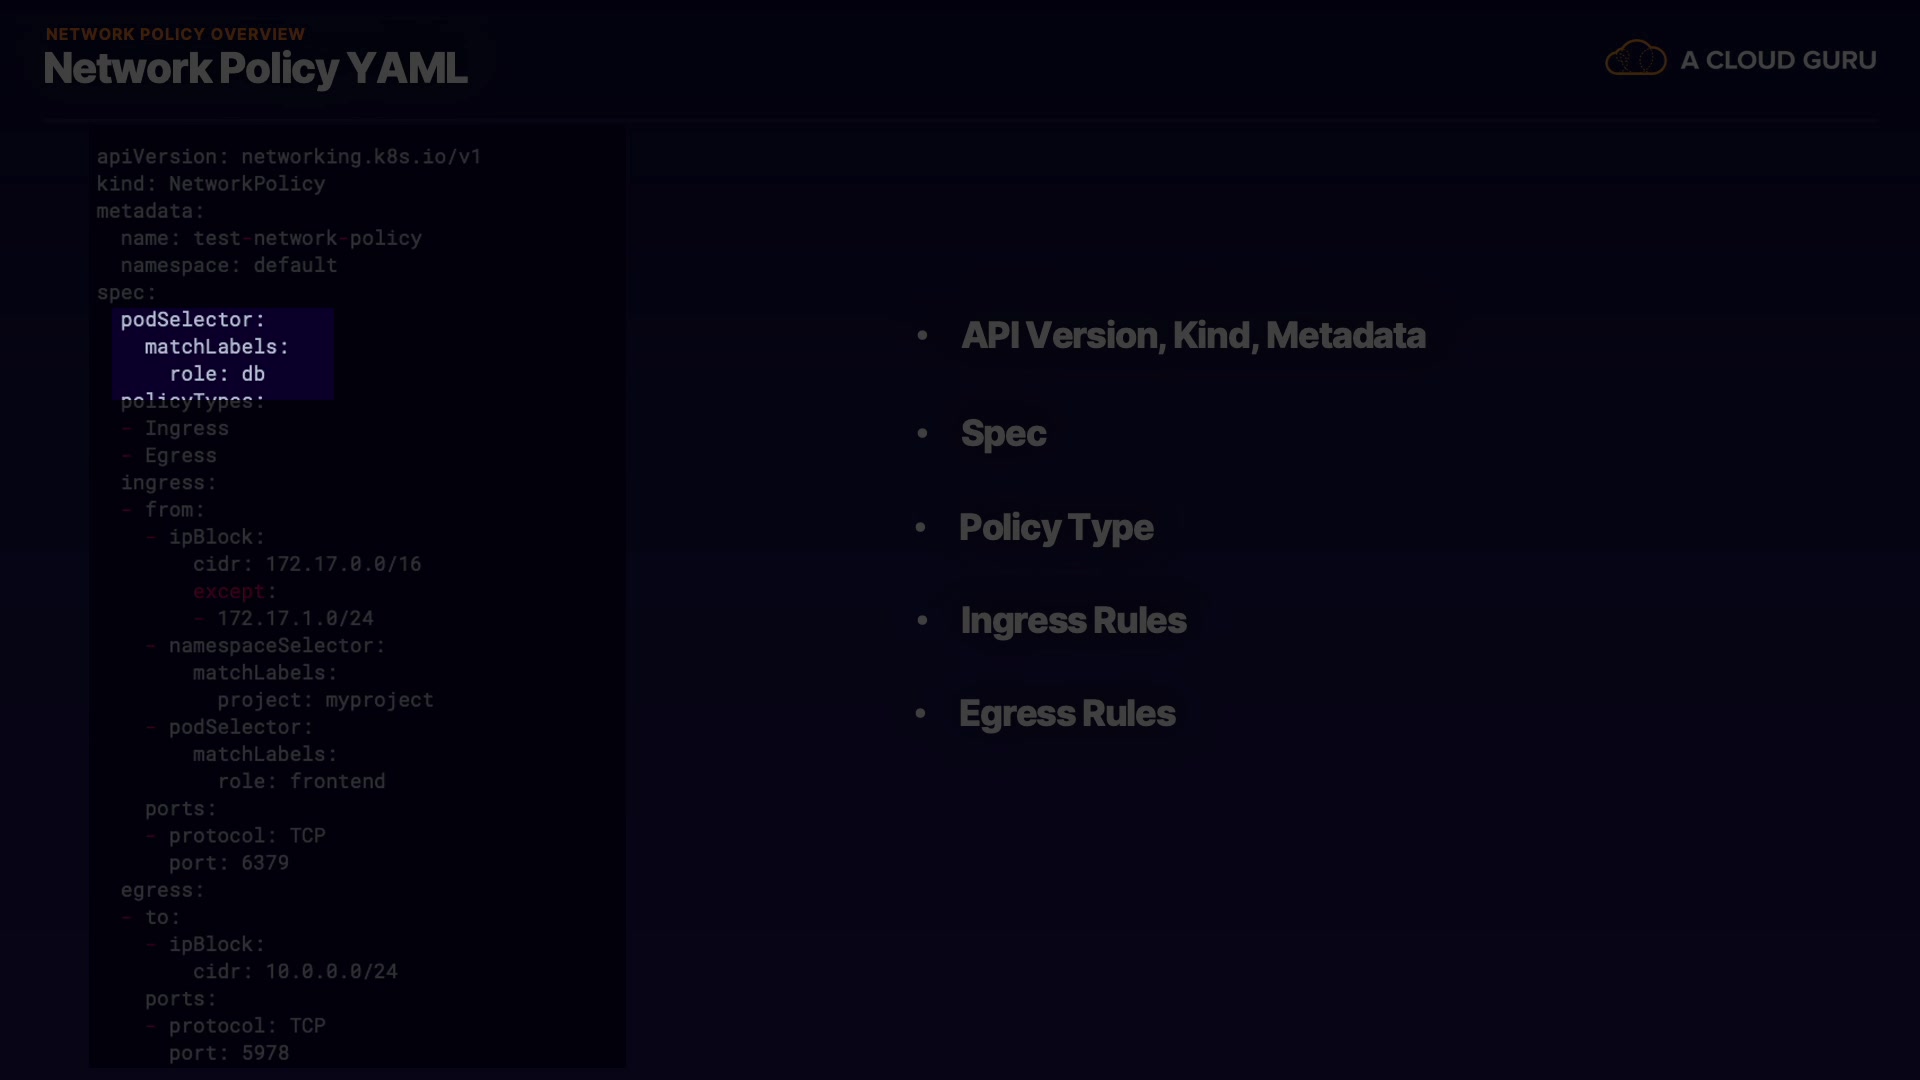 NETWORK POLICY OVERVIEW
Network Policy YAML
A CLOUD GURU
apiVersion: networking.k8s.io/v1
kind: NetworkPolicy
metadata:
  name: test-network-policy
  namespace: default
spec:
  podSelector:
    matchLabels:
      role: db
  policyTypes:
  - Ingress
  - Egress
  ingress:
  - from:
    - ipBlock:
        cidr: 172.17.0.0/16
        except:
        - 172.17.1.0/24
    - namespaceSelector:
        matchLabels:
          project: myproject
    - podSelector:
        matchLabels:
          role: frontend
    ports:
    - protocol: TCP
      port: 6379
  egress:
  - to:
    - ipBlock:
        cidr: 10.0.0.0/24
    ports:
    - protocol: TCP
      port: 5978
• API Version, Kind, Metadata
• Spec
• Policy Type
• Ingress Rules
• Egress Rules